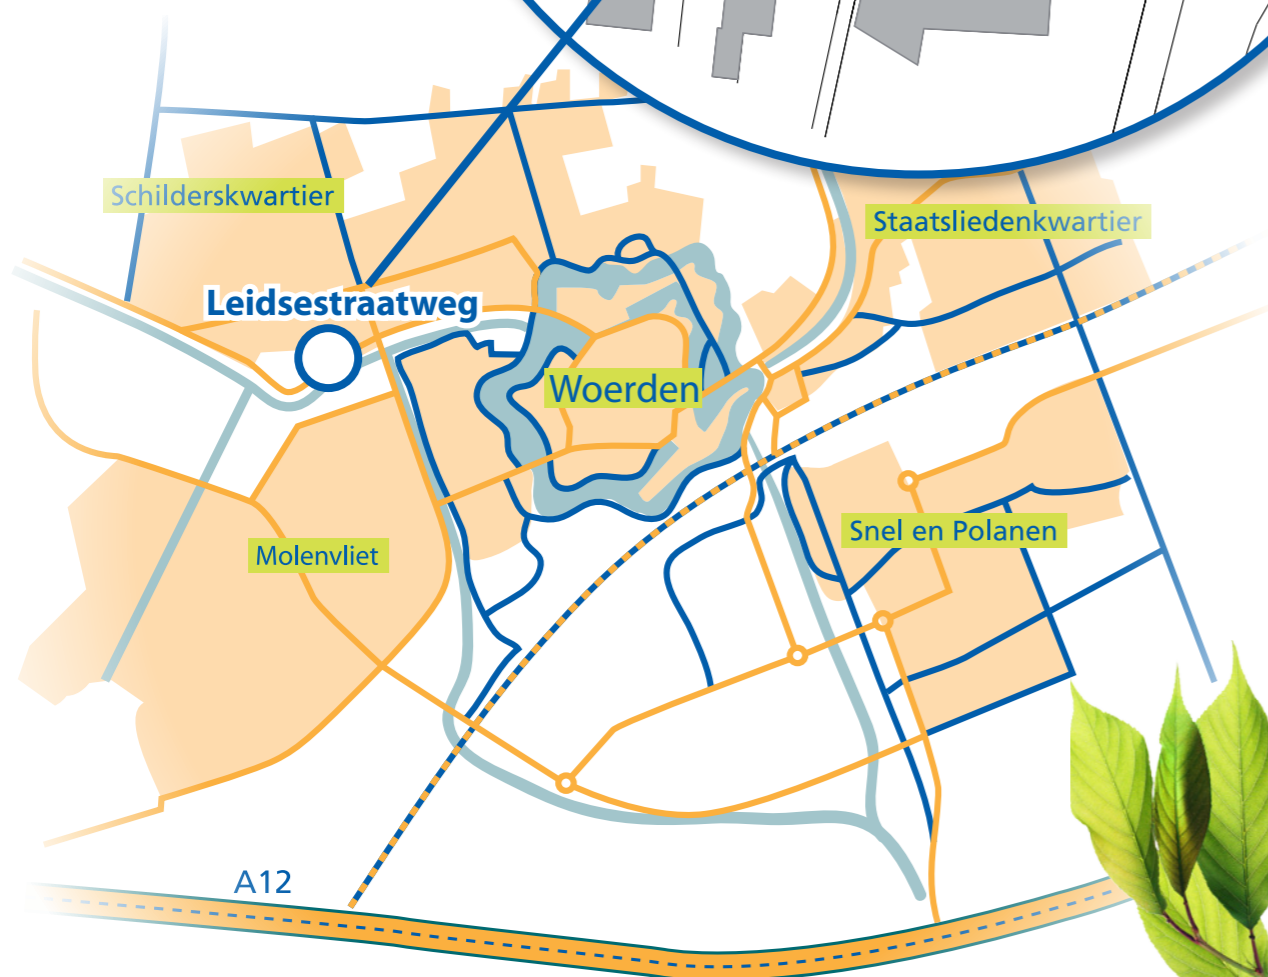 Schilderskwartier
Staatsliedenkwartier
Leidsestraatweg
Woerden
Snel en Polanen
Molenvliet
A12